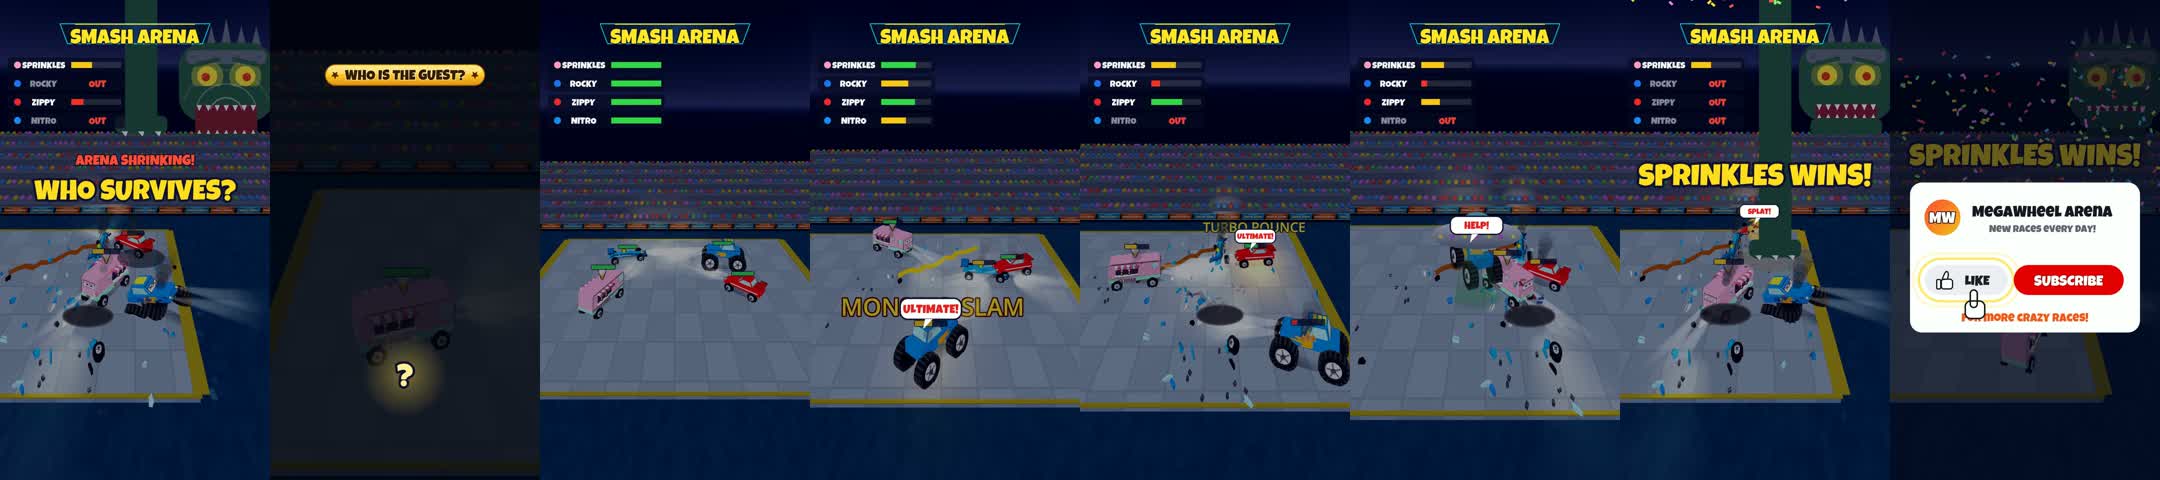 SMASH ARENA
SPRINKLES
ROCKY OUT
ZIPPY
NITRO OUT
ARENA SHRINKING!
WHO SURVIVES?
WHO IS THE GUEST?
?
SMASH ARENA
SPRINKLES
ROCKY
ZIPPY
NITRO
SMASH ARENA
SPRINKLES
ROCKY
ZIPPY
NITRO
SLAM
ULTIMATE!
SMASH ARENA
SPRINKLES
ROCKY
ZIPPY
NITRO OUT
TURBO POUNCE
ULTIMATE!
SMASH ARENA
SPRINKLES
ROCKY
ZIPPY
NITRO OUT
HELP!
SMASH ARENA
SPRINKLES
ROCKY OUT
ZIPPY OUT
NITRO OUT
SPRINKLES WINS!
SPLAT!
SPRINKLES WINS!
MW
MEGAWHEEL ARENA
NEW RACES EVERY DAY!
LIKE
SUBSCRIBE
MORE CRAZY RACES!